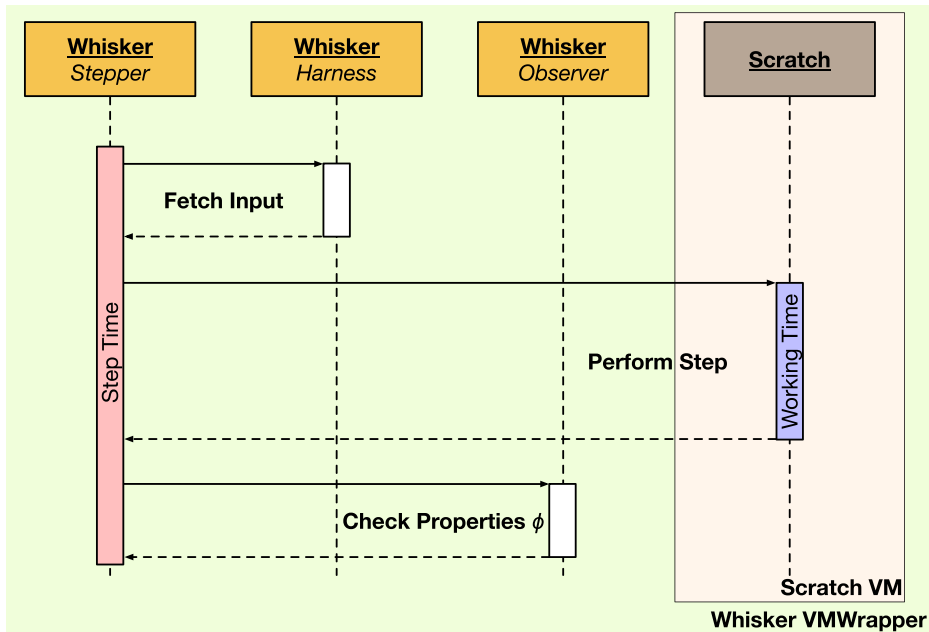 Whisker
Stepper
Whisker
Harness
Whisker
Observer
Scratch
Fetch Input
Step Time
Perform Step
Working Time
Check Properties ϕ
Scratch VM
Whisker VMWrapper